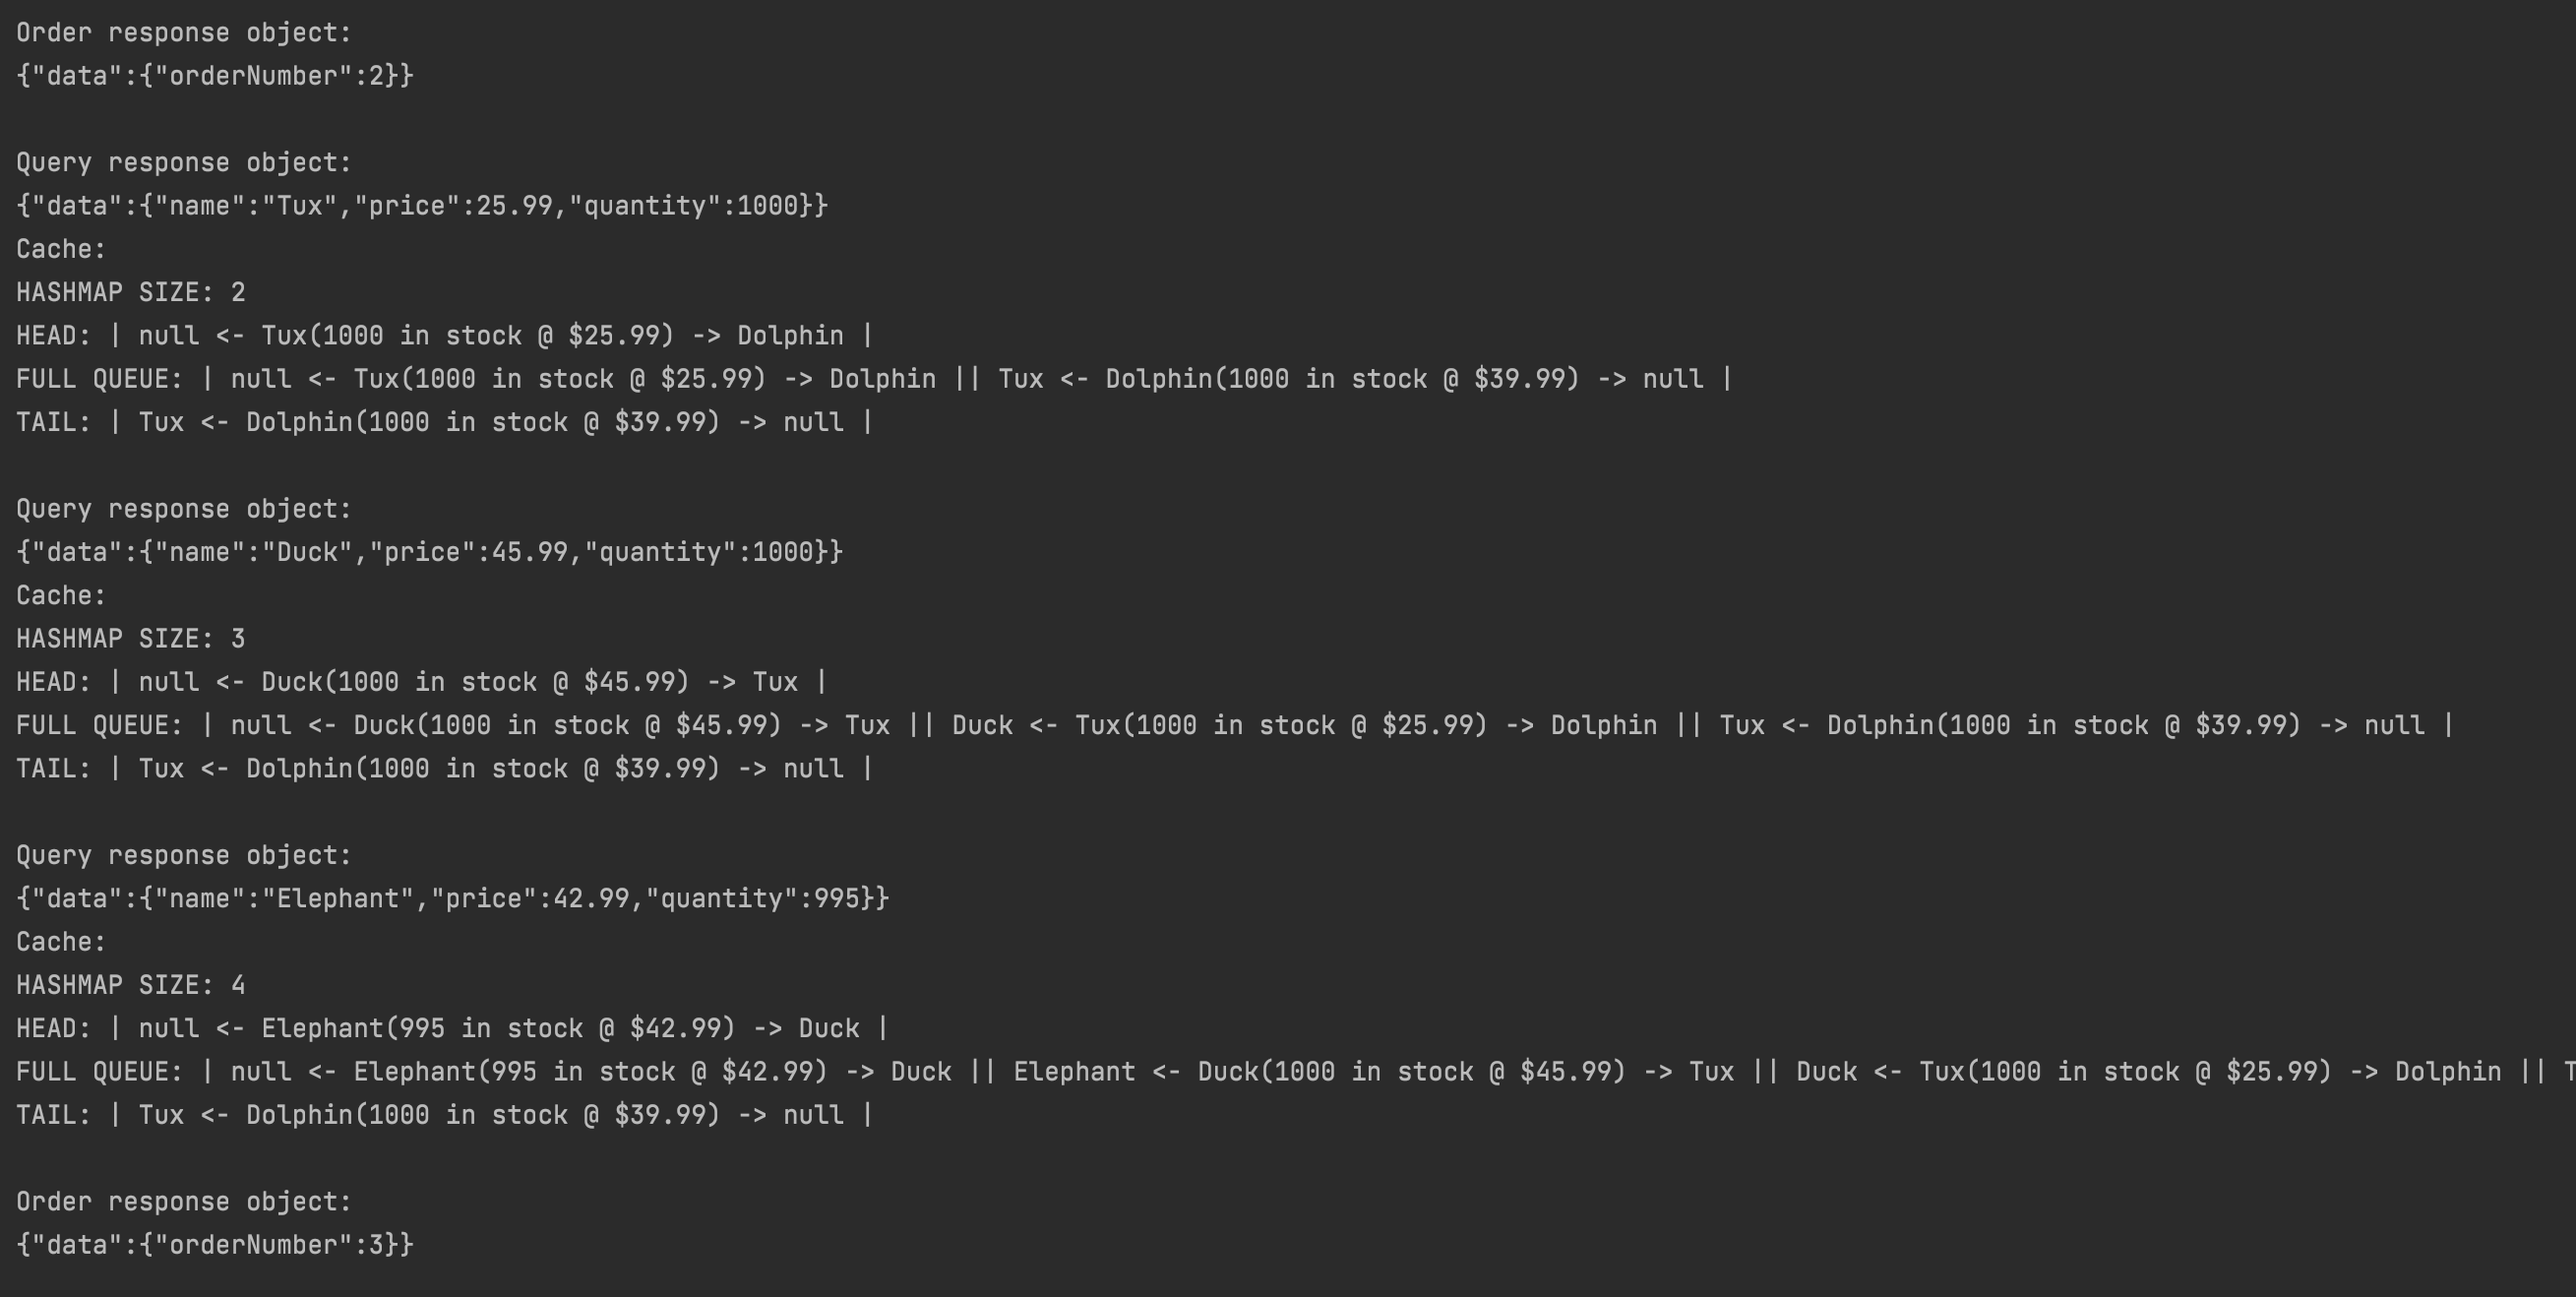 Order response object:
{"data":{"orderNumber":2}}
Query response object:
{"data":{"name":"Tux","price":25.99,"quantity":1000}}
Cache:
HASHMAP SIZE: 2
HEAD: | null <- Tux(1000 in stock @ $25.99) -> Dolphin |
FULL QUEUE: | null <- Tux(1000 in stock @ $25.99) -> Dolphin || Tux <- Dolphin(1000 in stock @ $39.99) -> null |
TAIL: | Tux <- Dolphin(1000 in stock @ $39.99) -> null |
Query response object:
{"data":{"name":"Duck","price":45.99,"quantity":1000}}
Cache:
HASHMAP SIZE: 3
HEAD: | null <- Duck(1000 in stock @ $45.99) -> Tux |
FULL QUEUE: | null <- Duck(1000 in stock @ $45.99) -> Tux || Duck <- Tux(1000 in stock @ $25.99) -> Dolphin || Tux <- Dolphin(1000 in stock @ $39.99) -> null |
TAIL: | Tux <- Dolphin(1000 in stock @ $39.99) -> null |
Query response object:
{"data":{"name":"Elephant","price":42.99,"quantity":995}}
Cache:
HASHMAP SIZE: 4
HEAD: | null <- Elephant(995 in stock @ $42.99) -> Duck |
FULL QUEUE: | null <- Elephant(995 in stock @ $42.99) -> Duck || Elephant <- Duck(1000 in stock @ $45.99) -> Tux || Duck <- Tux(1000 in stock @ $25.99) -> Dolphin || T
TAIL: | Tux <- Dolphin(1000 in stock @ $39.99) -> null |
Order response object:
{"data":{"orderNumber":3}}